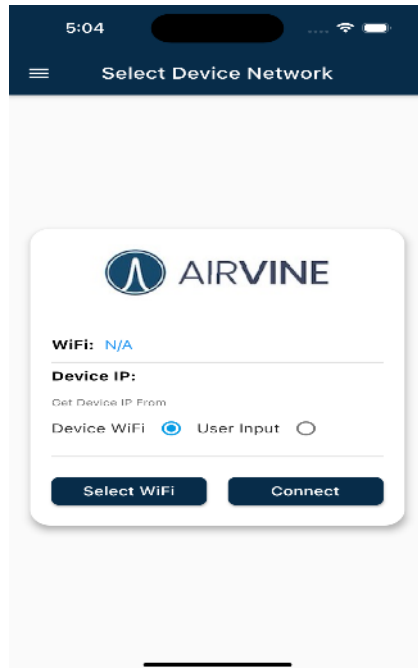 5:04
Select Device Network
AIRVINE
WiFi: N/A
Device IP:
Get Device IP From
Device WiFi User Input
Select WiFi Connect